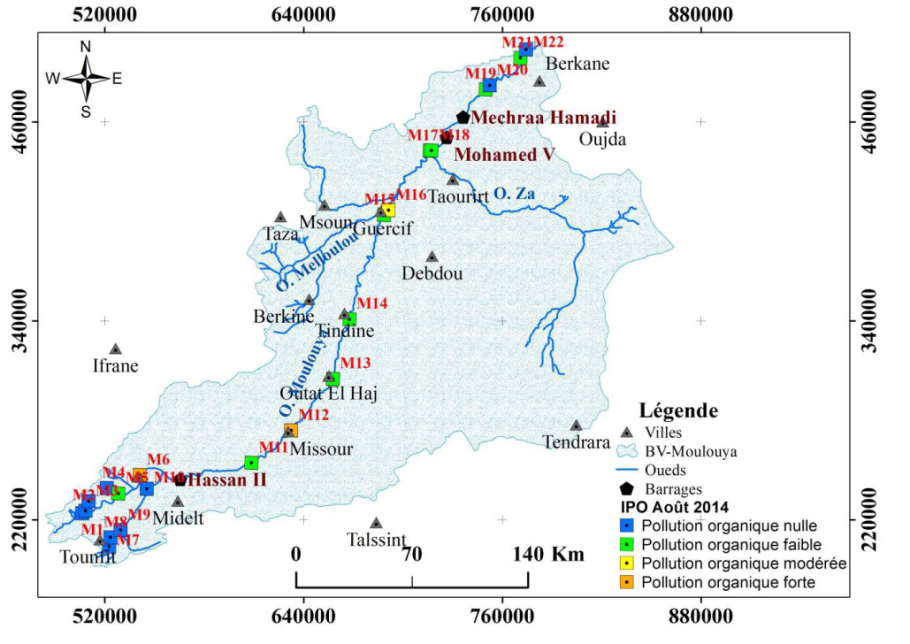 520000 640000 760000 880000
N
W E
S
M21 M22
Berkane
M19 M20
460000 460000
Mechraa Hamadi
Oujda
M17 M18
Mohamed V
Taourirt
O. Za
M15 M16
Msoun
Guercif
Taza
O. Melloulou
Debdou
M14
Berkine
Tindine
340000 340000
Ifrane
M13
O. Moulouya
Outat El Haj
M12
Missour
Tendrara
M11
M6
M4 M5 M10
Hassan II
M2 M3
Midelt
M9
M8
M1 M7
220000 220000
Tounfit
Talssint
Légende
Villes
BV-Moulouya
Oueds
Barrages
IPO Août 2014
Pollution organique nulle
Pollution organique faible
Pollution organique modérée
Pollution organique forte
0 70 140 Km
520000 640000 760000 880000